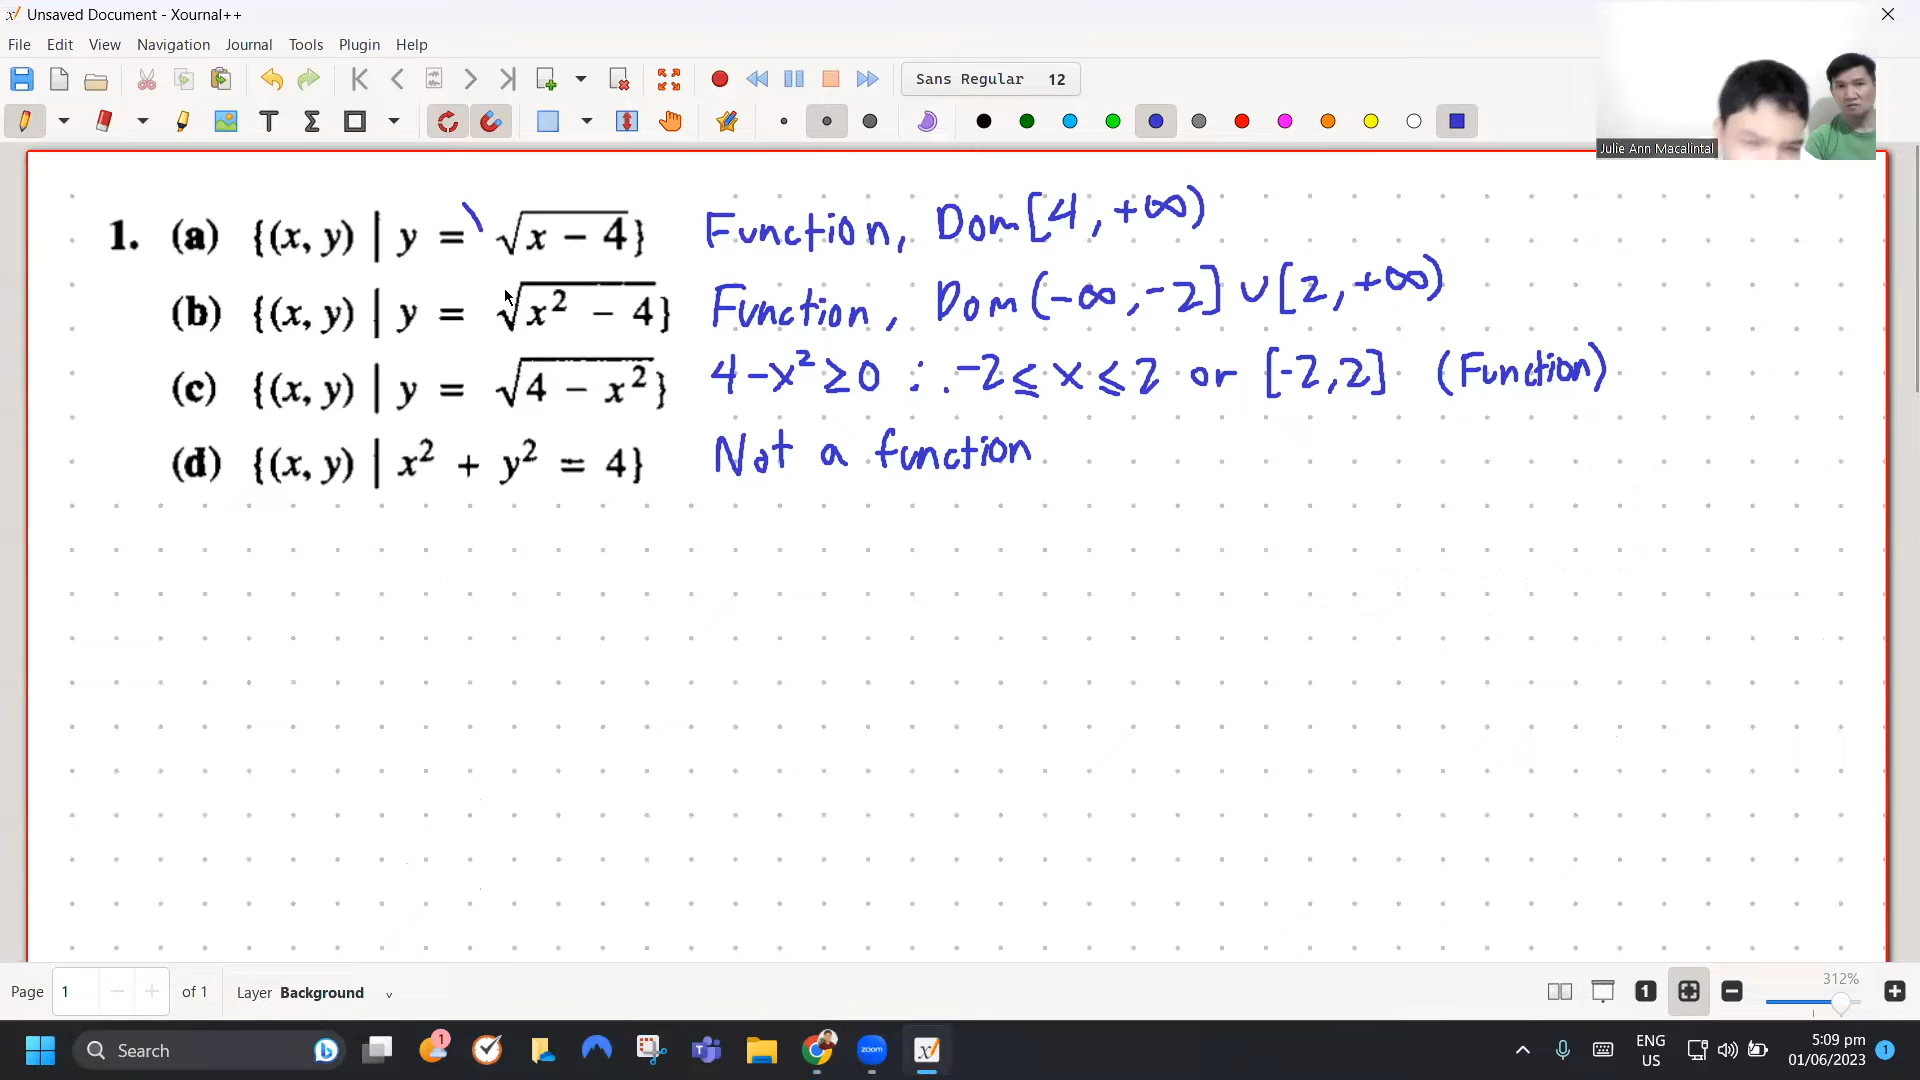 Unsaved Document - Xournal++
File Edit View Navigation Journal Tools Plugin Help
Sans Regular 12
Julie Ann Macalintal
1. (a) {(x, y) | y = √x − 4} Function, Dom [4, +∞)
(b) {(x, y) | y = √x² − 4} Function, Dom (-∞, -2] ∪ [2, +∞)
(c) {(x, y) | y = √4 − x²} 4-x² ≥ 0 ∴ -2 ≤ x ≤ 2 or [-2,2] (Function)
(d) {(x, y) | x² + y² = 4} Not a function
Page 1 of 1 Layer Background 312%
Search 1 zoom ENG US 5:09 pm 01/06/2023 1